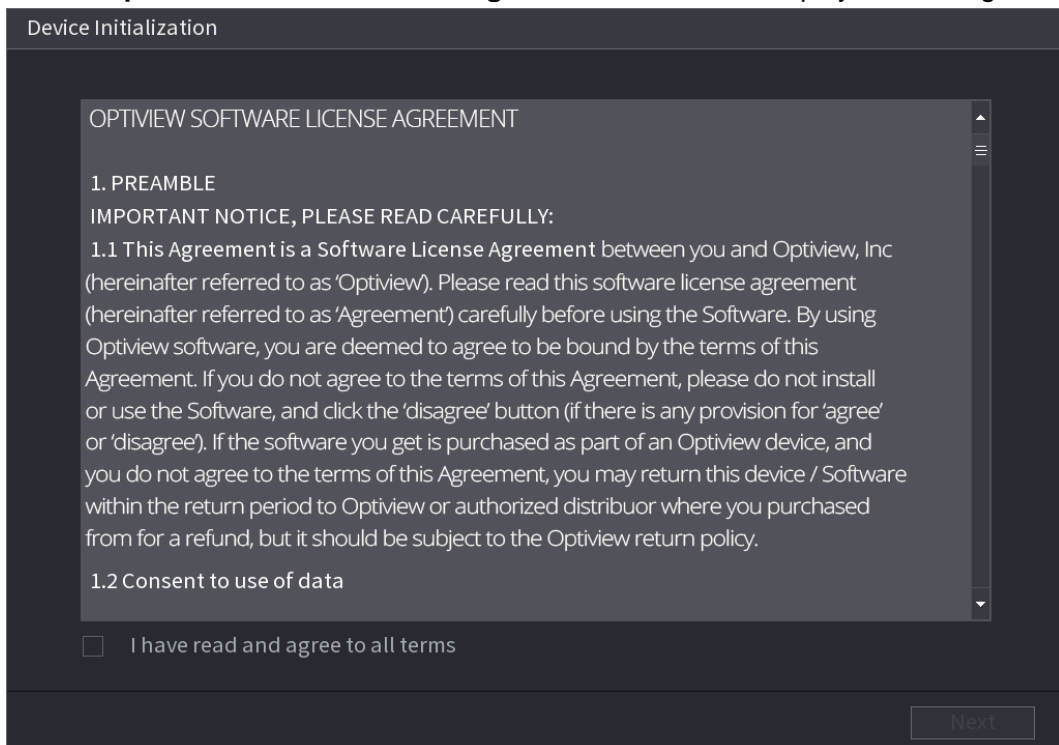 Device Initialization
OPTIVIEW SOFTWARE LICENSE AGREEMENT
1. PREAMBLE
IMPORTANT NOTICE, PLEASE READ CAREFULLY:
1.1 This Agreement is a Software License Agreement between you and Optiview, Inc
(hereinafter referred to as 'Optiview'). Please read this software license agreement
(hereinafter referred to as 'Agreement') carefully before using the Software. By using
Optiview software, you are deemed to agree to be bound by the terms of this
Agreement. If you do not agree to the terms of this Agreement, please do not install
or use the Software, and click the 'disagree' button (if there is any provision for 'agree'
or 'disagree'). If the software you get is purchased as part of an Optiview device, and
you do not agree to the terms of this Agreement, you may return this device / Software
within the return period to Optiview or authorized distribuor where you purchased
from for a refund, but it should be subject to the Optiview return policy.
1.2 Consent to use of data
I have read and agree to all terms
Next